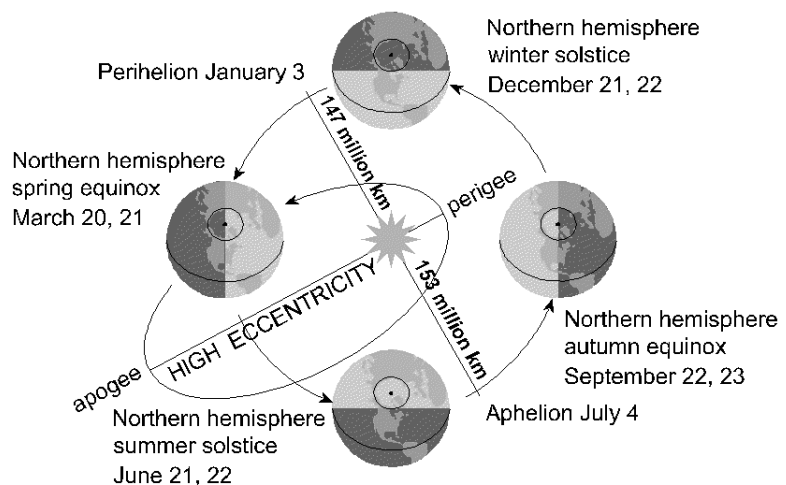 Northern hemisphere
winter solstice
December 21, 22
Perihelion January 3
147 million km
Northern hemisphere
spring equinox
March 20, 21
perigee
HIGH ECCENTRICITY
153 million km
apogee
Northern hemisphere
autumn equinox
September 22, 23
Aphelion July 4
Northern hemisphere
summer solstice
June 21, 22